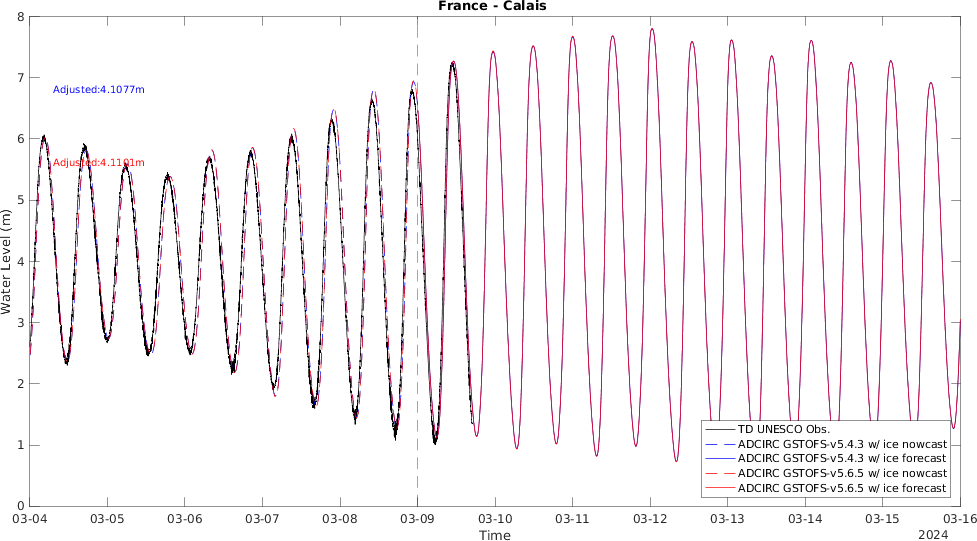 France - Calais
8
7
6
5
4
3
2
1
0
Water Level (m)
Adjusted:4.1077m
Adjusted:4.1101m
TD UNESCO Obs.
ADCIRC GSTOFS-v5.4.3 w/ ice nowcast
ADCIRC GSTOFS-v5.4.3 w/ ice forecast
ADCIRC GSTOFS-v5.6.5 w/ ice nowcast
ADCIRC GSTOFS-v5.6.5 w/ ice forecast
03-04 03-05 03-06 03-07 03-08 03-09 03-10 03-11 03-12 03-13 03-14 03-15 03-16
Time
2024